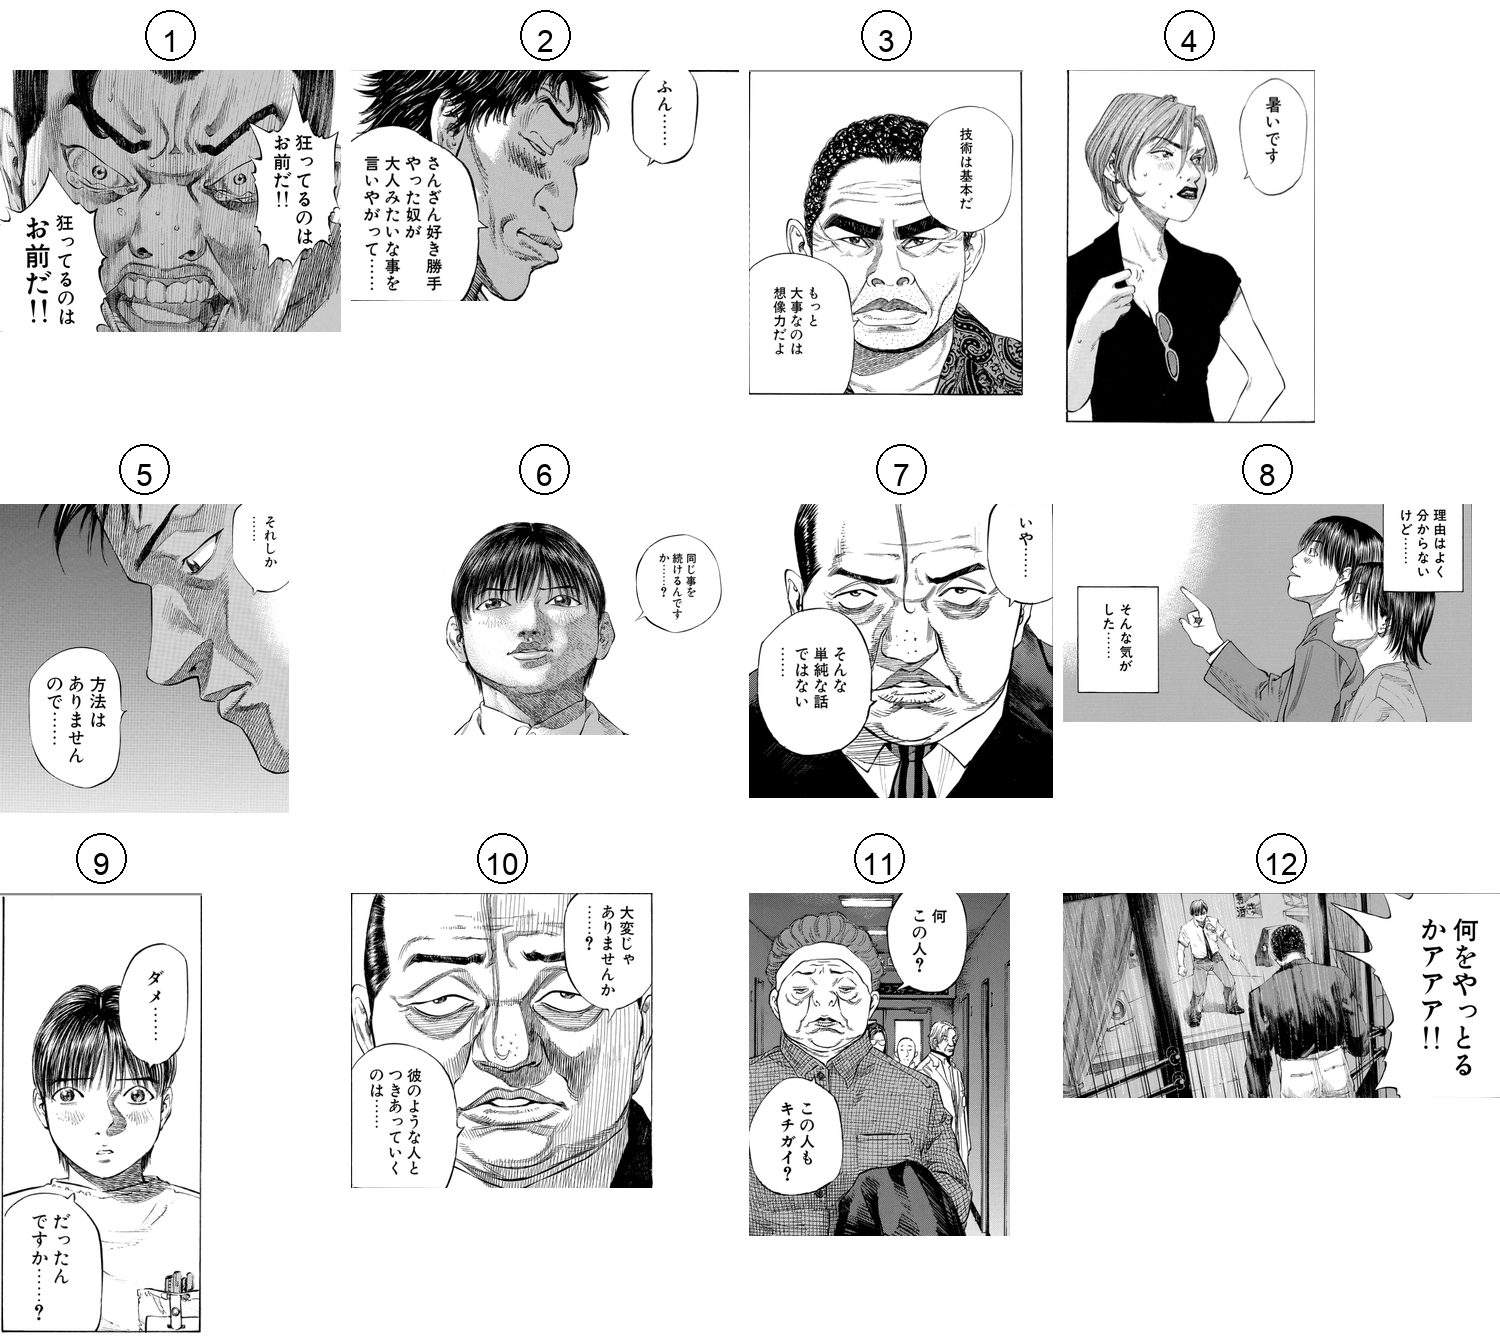 1
狂ってるのは
お前だ!!
狂ってるのは
お前だ!!
2
ふん……
さんざん好き勝手
やった奴が
大人みたいな事を
言いやがって……
3
技術は基本だ
もっと
大事なのは
想像力だよ
4
暑いです
5
それしか
……
方法は
ありません
ので……
6
同じ事を
続けるんです
か……?
7
いや……
そんな
単純な話
ではない
……
8
理由はよく
分からない
けど……
そんな気が
した……
9
ダメ……
だったん
ですか……?
10
大変じゃ
ありませんか
……?
彼のような人と
つきあっていく
のは……
11
何
この人?
この人も
キチガイ?
12
何をやっとる
かアアア!!